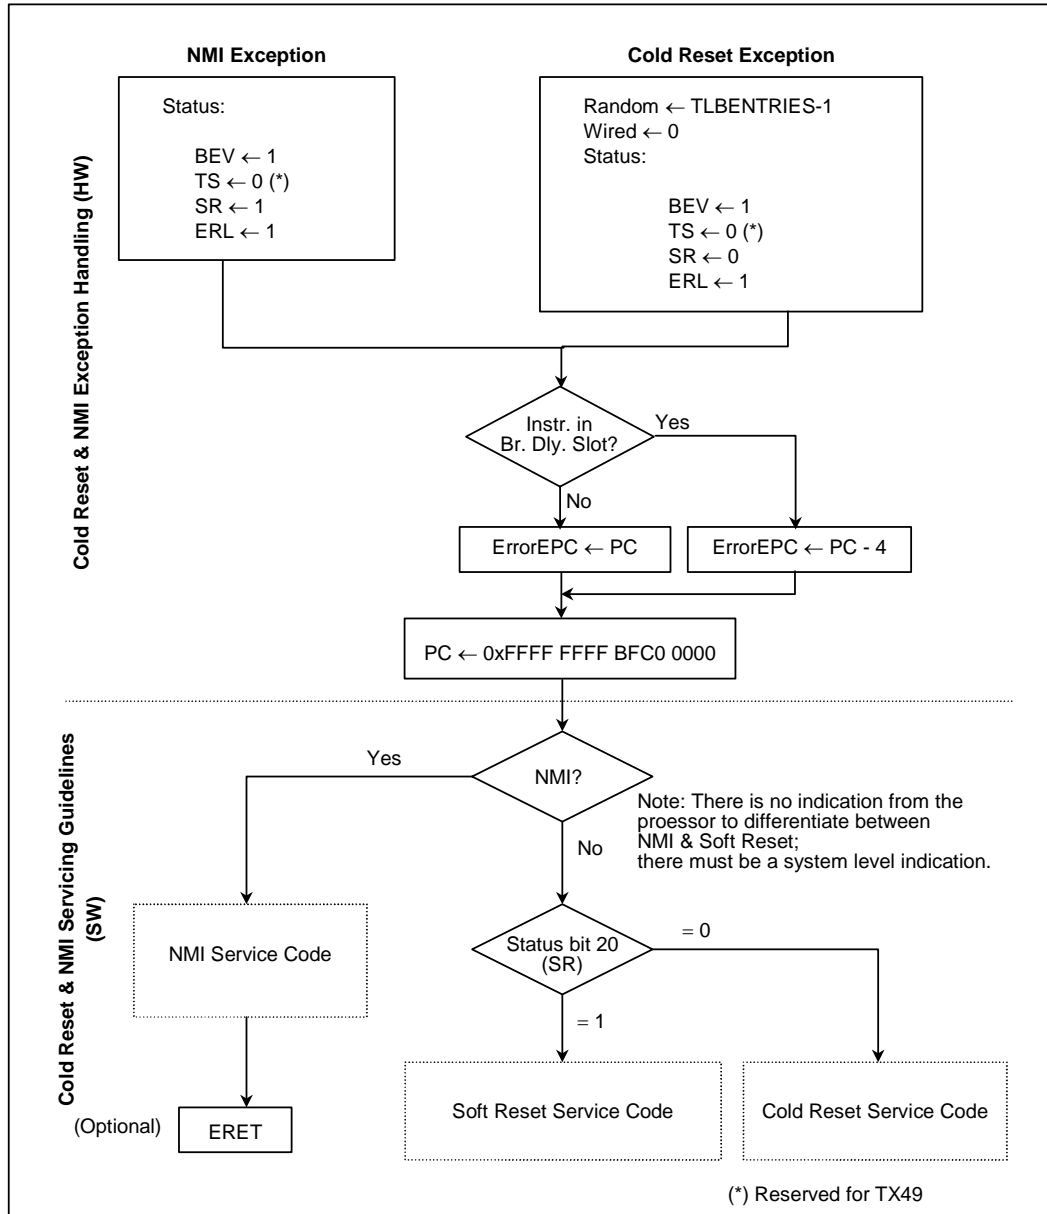 NMI Exception
Status:
BEV ← 1
TS ← 0 (*)
SR ← 1
ERL ← 1
Cold Reset Exception
Random ← TLBENTRIES-1
Wired ← 0
Status:
BEV ← 1
TS ← 0 (*)
SR ← 0
ERL ← 1
Cold Reset & NMI Exception Handling (HW)
Instr. in
Br. Dly. Slot?
Yes
No
ErrorEPC ← PC
ErrorEPC ← PC - 4
PC ← 0xFFFF FFFF BFC0 0000
Cold Reset & NMI Servicing Guidelines
(SW)
NMI?
Yes
No
Note: There is no indication from the
proessor to differentiate between
NMI & Soft Reset;
there must be a system level indication.
NMI Service Code
Status bit 20
(SR)
= 0
= 1
Soft Reset Service Code
Cold Reset Service Code
(Optional)
ERET
(*) Reserved for TX49